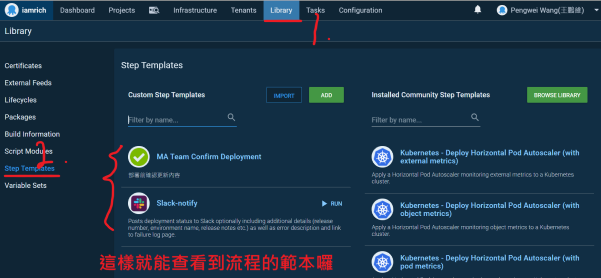 iamrich Dashboard Projects Infrastructure Tenants Library Tasks Configuration Pengwei Wang(王鵬維)
1.
Library
Certificates
External Feeds
Lifecycles
Packages
Build Information
Script Modules
2.
Step Templates
Variable Sets
Step Templates
Custom Step Templates IMPORT ADD
Filter by name...
MA Team Confirm Deployment
部署前確認更新內容
Slack-notify RUN
Posts deployment status to Slack optionally including additional details (release
number, environment name, release notes etc.) as well as error description and link
to failure log page.
Installed Community Step Templates BROWSE LIBRARY
Filter by name...
Kubernetes - Deploy Horizontal Pod Autoscaler (with
external metrics)
Apply a Horizontal Pod Autoscaler monitoring external metrics to a Kubernetes
cluster.
Kubernetes - Deploy Horizontal Pod Autoscaler (with
object metrics)
Apply a Horizontal Pod Autoscaler monitoring object metrics to a Kubernetes
cluster.
Kubernetes - Deploy Horizontal Pod Autoscaler (with
pod metrics)
這樣就能查看到流程的範本囉